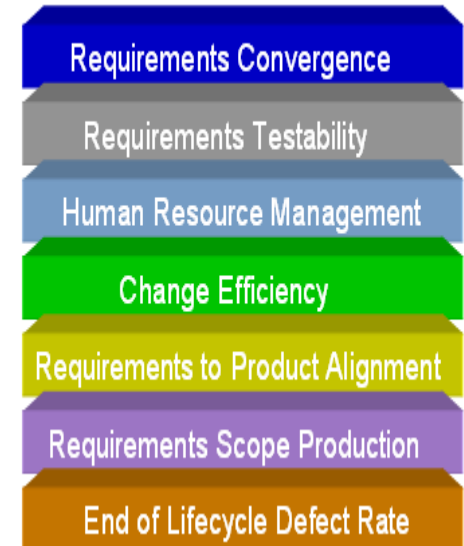 Requirements Convergence
Requirements Testability
Human Resource Management
Change Efficiency
Requirements to Product Alignment
Requirements Scope Production
End of Lifecycle Defect Rate